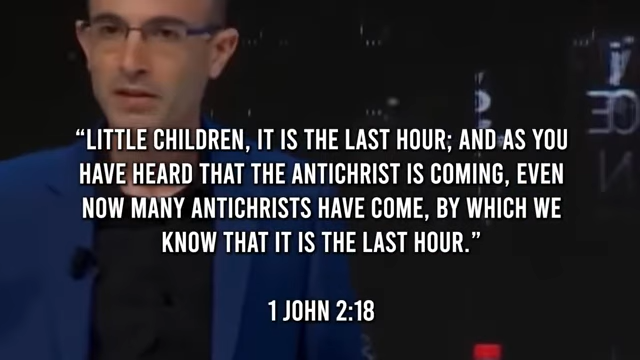 “LITTLE CHILDREN, IT IS THE LAST HOUR; AND AS YOU
HAVE HEARD THAT THE ANTICHRIST IS COMING, EVEN
NOW MANY ANTICHRISTS HAVE COME, BY WHICH WE
KNOW THAT IT IS THE LAST HOUR.”
1 JOHN 2:18